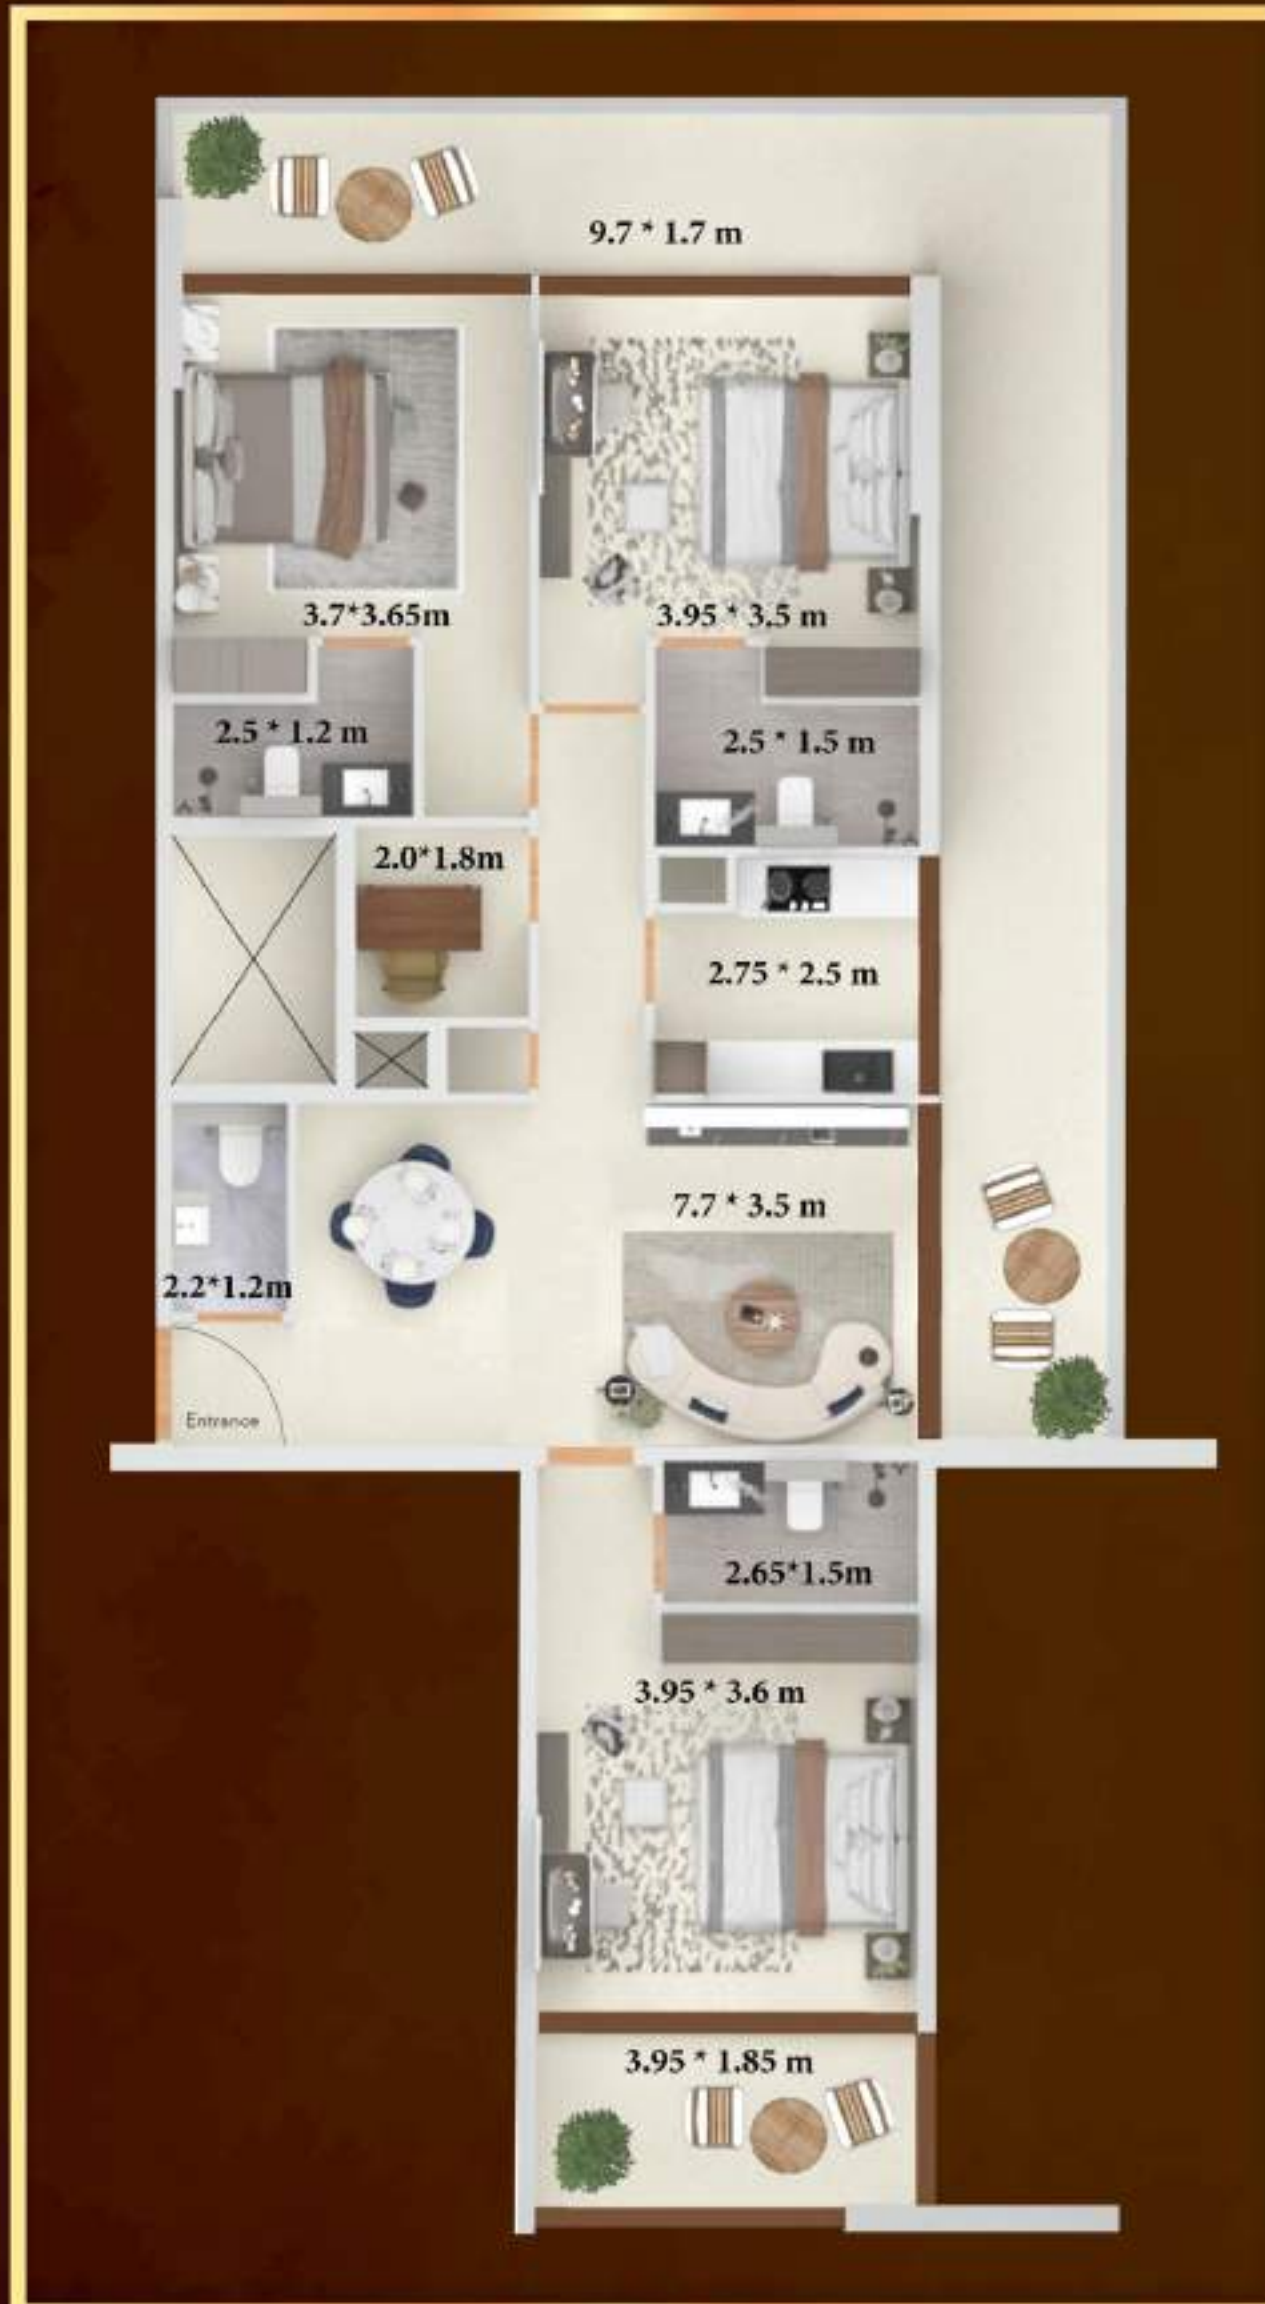 9.7 * 1.7 m
3.7*3.65m
3.95 * 3.5 m
2.5 * 1.2 m
2.5 * 1.5 m
2.0*1.8m
2.75 * 2.5 m
7.7 * 3.5 m
2.2*1.2m
Entrance
2.65*1.5m
3.95 * 3.6 m
3.95 * 1.85 m